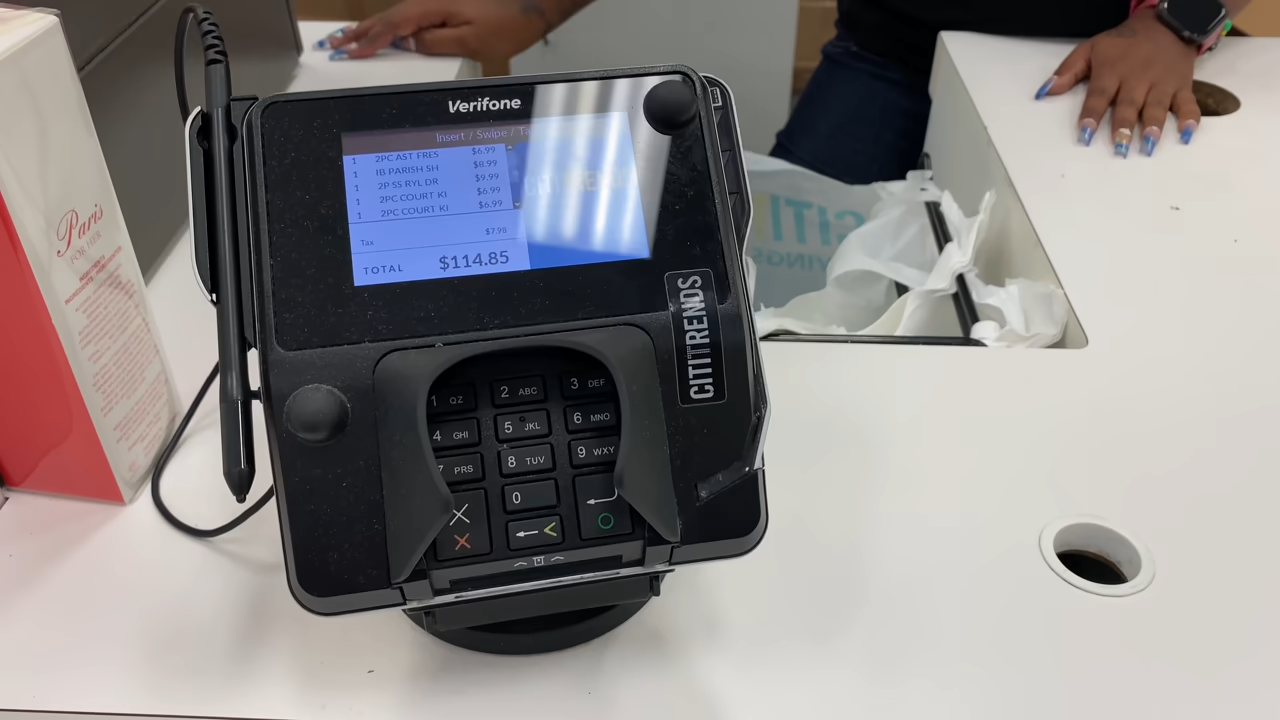 Verifone
Insert / Swipe /
1 2PC AST FRES $6.99
1 IB PARISH SH $8.99
1 2P SS RYL DR $9.99
1 2PC COURT KI $6.99
1 2PC COURT KI $6.99
Tax $7.98
TOTAL $114.85
CITITRENDS
1 QZ 2 ABC 3 DEF
4 GHI 5 JKL 6 MNO
7 PRS 8 TUV 9 WXY
0
Paris
FOR HER
CITI